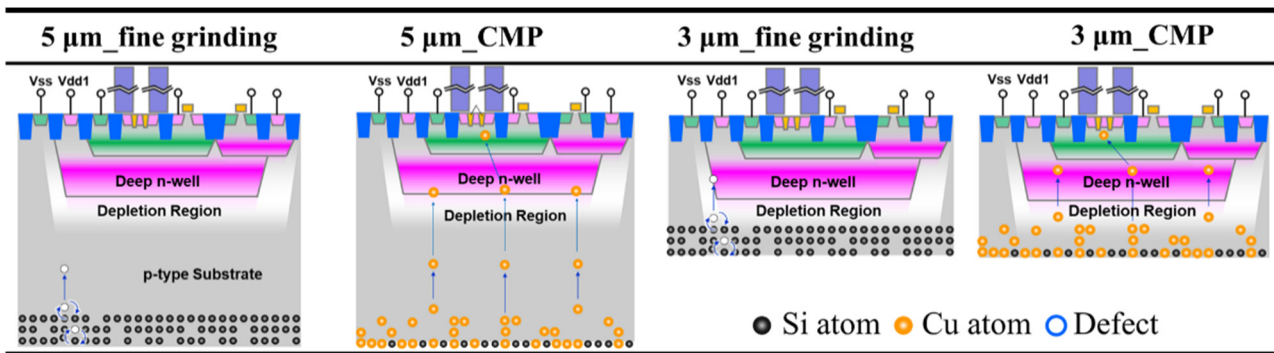 5 μm_fine grinding
5 μm_CMP
3 μm_fine grinding
3 μm_CMP
Vss Vdd1
Vss Vdd1
Vss Vdd1
Vss Vdd1
Deep n-well
Depletion Region
p-type Substrate
Deep n-well
Depletion Region
Deep n-well
Depletion Region
Deep n-well
Depletion Region
Si atom Cu atom Defect